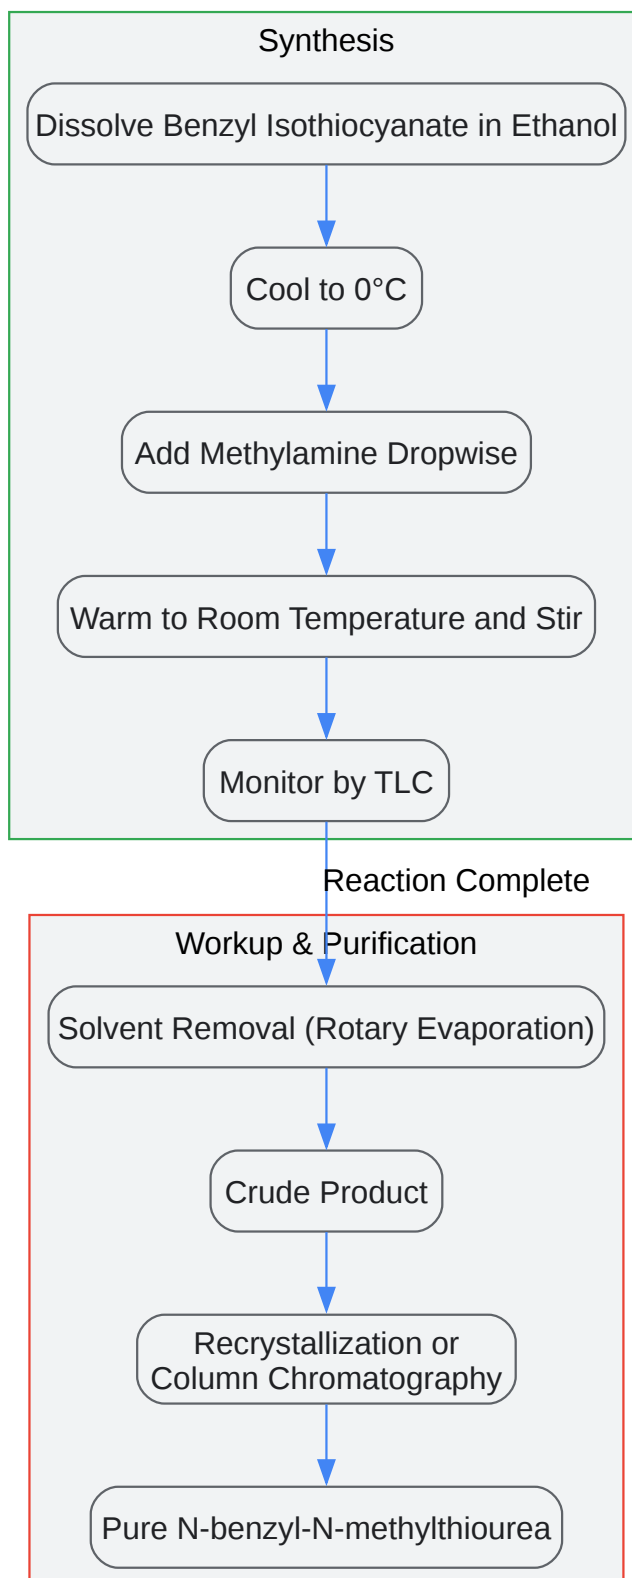 Synthesis
Dissolve Benzyl Isothiocyanate in Ethanol
Cool to 0°C
Add Methylamine Dropwise
Warm to Room Temperature and Stir
Monitor by TLC
Reaction Complete
Workup & Purification
Solvent Removal (Rotary Evaporation)
Crude Product
Recrystallization or
Column Chromatography
Pure N-benzyl-N-methylthiourea